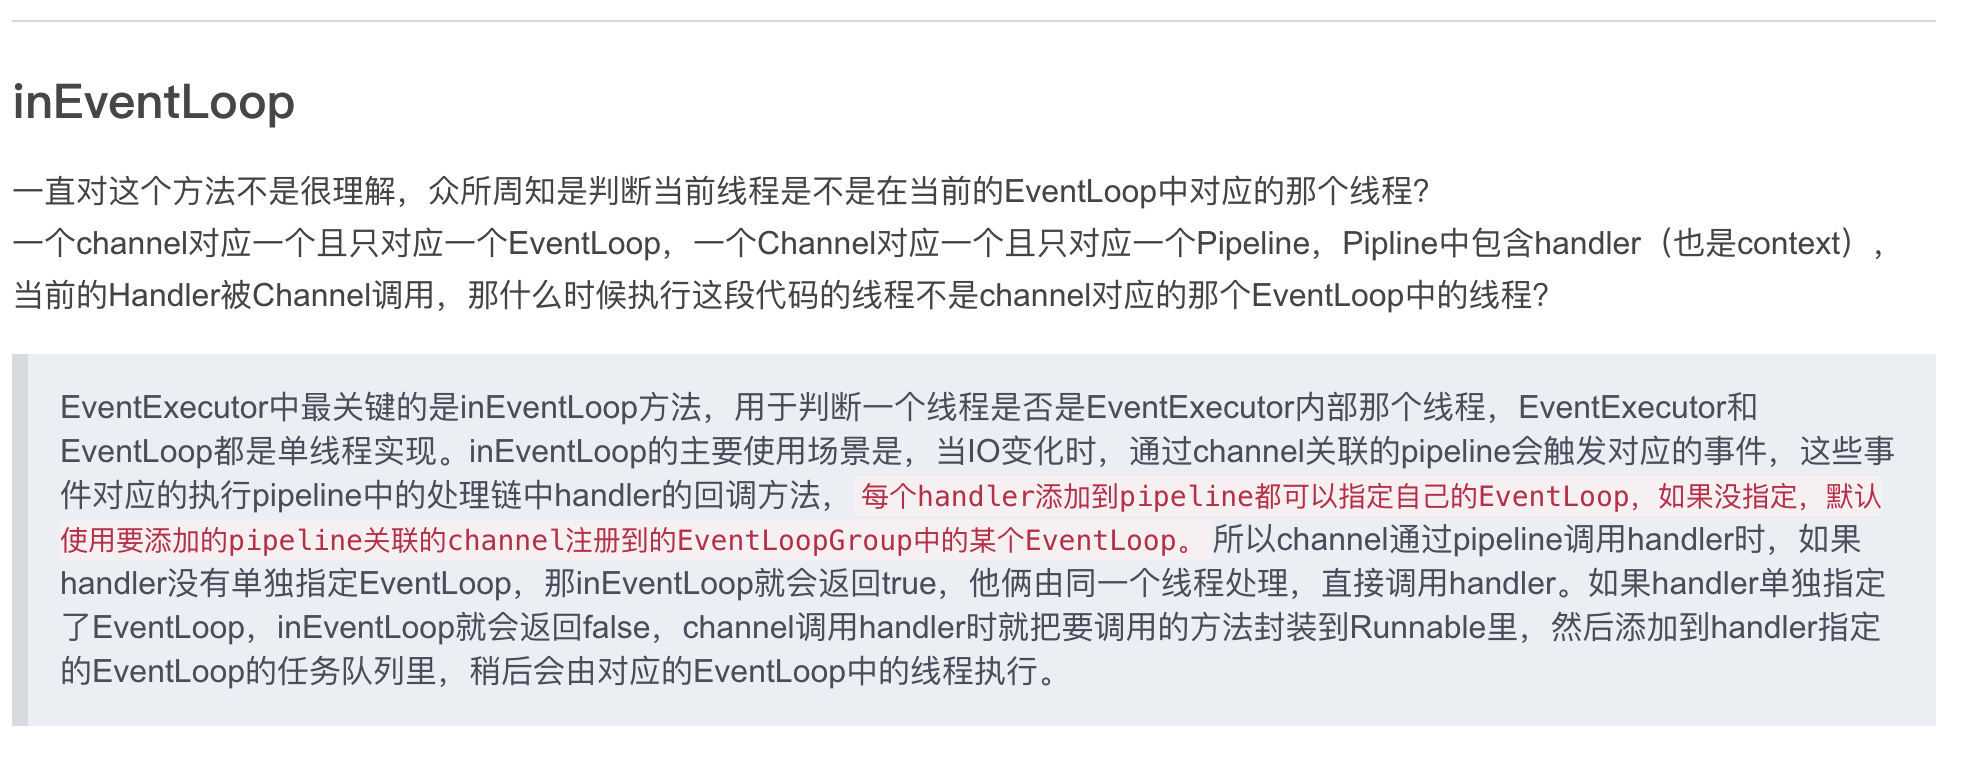 inEventLoop
一直对这个方法不是很理解，众所周知是判断当前线程是不是在当前的EventLoop中对应的那个线程?
一个channel对应一个且只对应一个EventLoop，一个Channel对应一个且只对应一个Pipeline，Pipline中包含handler（也是context）,
当前的Handler被Channel调用，那什么时候执行这段代码的线程不是channel对应的那个EventLoop中的线程?
EventExecutor中最关键的是inEventLoop方法，用于判断一个线程是否是EventExecutor内部那个线程，EventExecutor和
EventLoop都是单线程实现。inEventLoop的主要使用场景是，当IO变化时，通过channel关联的pipeline会触发对应的事件，这些事
件对应的执行pipeline中的处理链中handler的回调方法，每个handler添加到pipeline都可以指定自己的EventLoop，如果没指定，默认
使用要添加的pipeline关联的channel注册到的EventLoopGroup中的某个EventLoop。所以channel通过pipeline调用handler时，如果
handler没有单独指定EventLoop，那inEventLoop就会返回true，他俩由同一个线程处理，直接调用handler。如果handler单独指定
了EventLoop，inEventLoop就会返回false，channel调用handler时就把要调用的方法封装到Runnable里，然后添加到handler指定
的EventLoop的任务队列里，稍后会由对应的EventLoop中的线程执行。